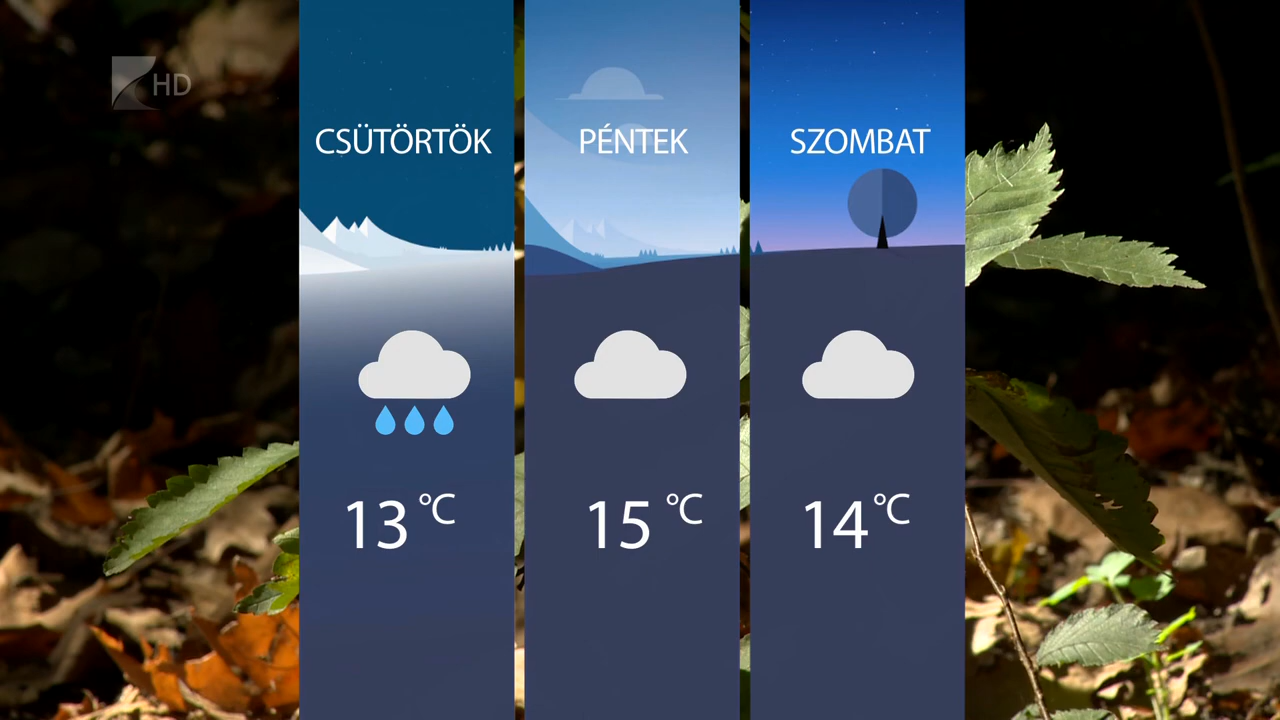 HD
CSÜTÖRTÖK
PÉNTEK
SZOMBAT
13 °C
15 °C
14 °C